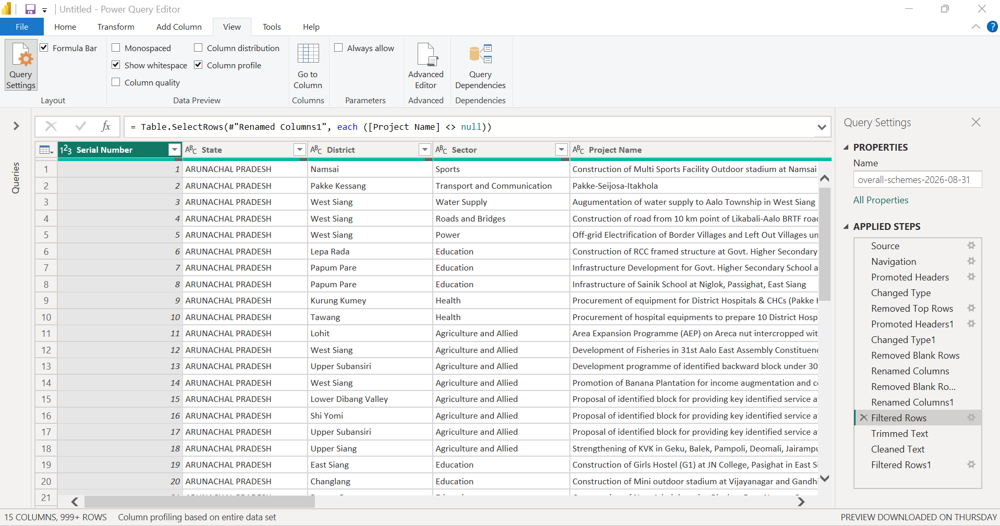 Untitled - Power Query Editor
File Home Transform Add Column View Tools Help
Formula Bar Monospaced Column distribution Always allow
Show whitespace Column profile
Column quality
Query Settings
Go to Column
Advanced Editor
Query Dependencies
Layout Data Preview Columns Parameters Advanced Dependencies
= Table.SelectRows(#"Renamed Columns1", each ([Project Name] <> null))
Queries
Serial Number State District Sector Project Name
1 1 ARUNACHAL PRADESH Namsai Sports Construction of Multi Sports Facility Outdoor stadium at Namsai
2 2 ARUNACHAL PRADESH Pakke Kessang Transport and Communication Pakke-Seijosa-Itakhola
3 3 ARUNACHAL PRADESH West Siang Water Supply Augumentation of water supply to Aalo Township in West Siang
4 4 ARUNACHAL PRADESH West Siang Roads and Bridges Construction of road from 10 km point of Likabali-Aalo BRTF road
5 5 ARUNACHAL PRADESH West Siang Power Off-grid Electrification of Border Villages and Left Out Villages un
6 6 ARUNACHAL PRADESH Lepa Rada Education Construction of RCC framed structure at Govt. Higher Secondary
7 7 ARUNACHAL PRADESH Papum Pare Education Infrastructure Development for Govt. Higher Secondary School a
8 8 ARUNACHAL PRADESH Papum Pare Education Infrastructure of Sainik School at Niglok, Passighat, East Siang
9 9 ARUNACHAL PRADESH Kurung Kumey Health Procurement of equipment for District Hospitals & CHCs (Pakke
10 10 ARUNACHAL PRADESH Tawang Health Procurement of hospital equipments to prepare 10 District Hosp
11 11 ARUNACHAL PRADESH Lohit Agriculture and Allied Area Expansion Programme (AEP) on Areca nut intercropped wit
12 12 ARUNACHAL PRADESH West Siang Agriculture and Allied Development of Fisheries in 31st Aalo East Assembly Constituen
13 13 ARUNACHAL PRADESH Upper Subansiri Agriculture and Allied Development programme of identified backward block under 30
14 14 ARUNACHAL PRADESH West Siang Agriculture and Allied Promotion of Banana Plantation for income augmentation and c
15 15 ARUNACHAL PRADESH Lower Dibang Valley Agriculture and Allied Proposal of identified block for providing key identified service a
16 16 ARUNACHAL PRADESH Shi Yomi Agriculture and Allied Proposal of identified block for providing key identified service a
17 17 ARUNACHAL PRADESH Upper Subansiri Agriculture and Allied Proposal of identified block for providing key identified service a
18 18 ARUNACHAL PRADESH Upper Siang Agriculture and Allied Strengthening of KVK in Geku, Balek, Pampoli, Deomali, Jairampu
19 19 ARUNACHAL PRADESH East Siang Education Construction of Girls Hostel (G1) at JN College, Pasighat in East Si
20 20 ARUNACHAL PRADESH Changlang Education Construction of Mini outdoor stadium at Vijayanagar and Gandhi
21
Query Settings
PROPERTIES
Name
overall-schemes-2026-08-31
All Properties
APPLIED STEPS
Source
Navigation
Promoted Headers
Changed Type
Removed Top Rows
Promoted Headers1
Changed Type1
Removed Blank Rows
Renamed Columns
Removed Blank Ro...
Renamed Columns1
Filtered Rows
Trimmed Text
Cleaned Text
Filtered Rows1
15 COLUMNS, 999+ ROWS Column profiling based on entire data set PREVIEW DOWNLOADED ON THURSDAY